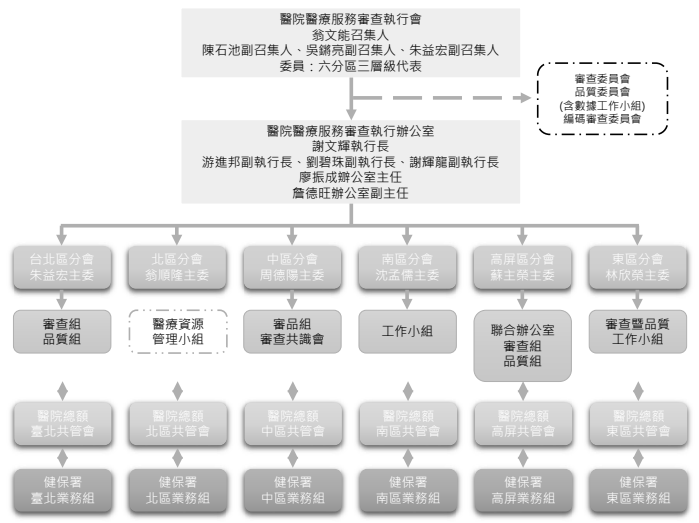 醫院醫療服務審查執行會
翁文能召集人
陳石池副召集人、吳鏘亮副召集人、朱益宏副召集人
委員：六分區三層級代表
審查委員會
品質委員會
(含數據工作小組)
編碼審查委員會
醫院醫療服務審查執行辦公室
謝文輝執行長
游進邦副執行長、劉碧珠副執行長、謝輝龍副執行長
廖振成辦公室主任
詹德旺辦公室副主任
台北區分會
朱益宏主委
北區分會
翁順隆主委
中區分會
周德陽主委
南區分會
沈孟儒主委
高屏區分會
蘇主榮主委
東區分會
林欣榮主委
審查組
品質組
醫療資源
管理小組
審品組
審查共識會
工作小組
聯合辦公室
審查組
品質組
審查暨品質
工作小組
醫院總額
臺北共管會
醫院總額
北區共管會
醫院總額
中區共管會
醫院總額
南區共管會
醫院總額
高屏共管會
醫院總額
東區共管會
健保署
臺北業務組
健保署
北區業務組
健保署
中區業務組
健保署
南區業務組
健保署
高屏業務組
健保署
東區業務組